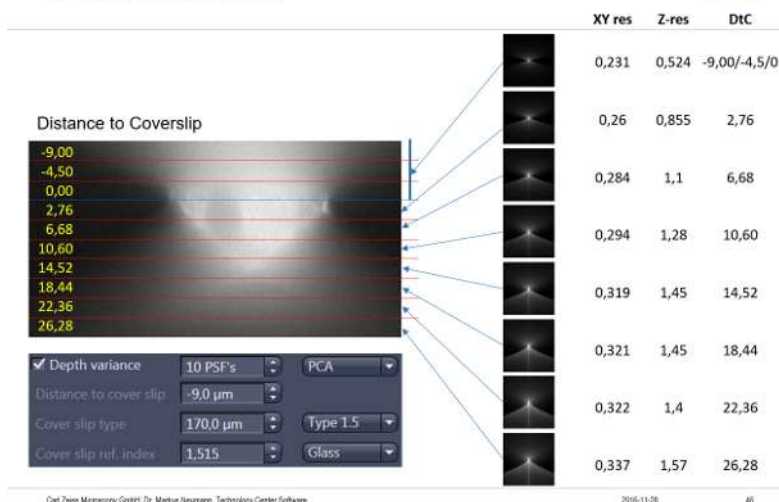 XY res Z-res DtC
0,231 0,524 -9,00/-4,5/0
0,26 0,855 2,76
0,284 1,1 6,68
0,294 1,28 10,60
0,319 1,45 14,52
0,321 1,45 18,44
0,322 1,4 22,36
0,337 1,57 26,28
Distance to Coverslip
-9,00
-4,50
0,00
2,76
6,68
10,60
14,52
18,44
22,36
26,28
Depth variance 10 PSF's PCA
Distance to cover slip -9,0 µm
Cover slip type 170,0 µm Type 1.5
Cover slip ref. index 1,515 Glass
Carl Zeiss Microscopy GmbH, Dr. Markus Neumann, Technology Center Software 2016-11-28 46